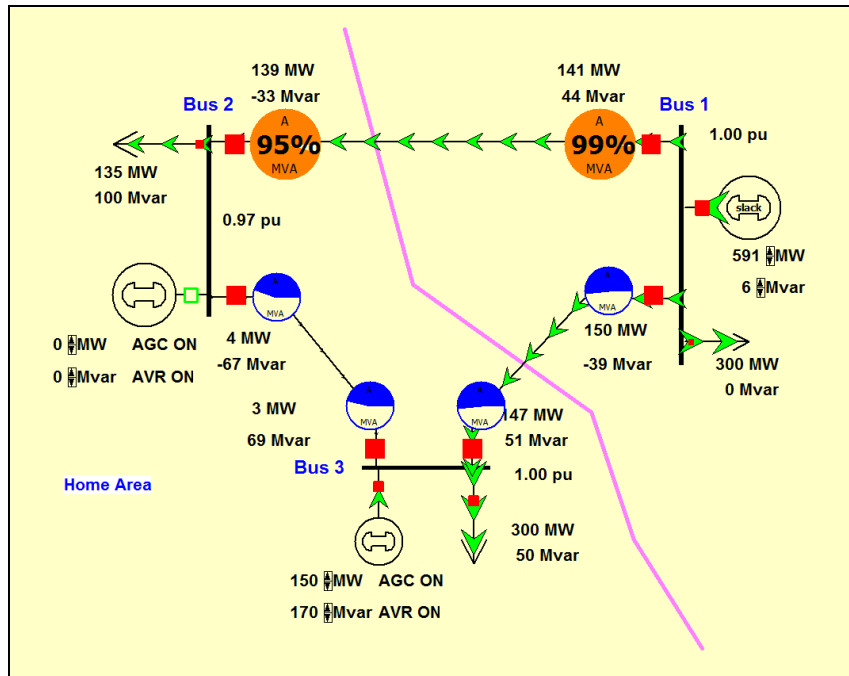 139 MW
-33 Mvar
141 MW
44 Mvar
Bus 2
Bus 1
A
95%
MVA
A
99%
MVA
1.00 pu
135 MW
100 Mvar
0.97 pu
slack
591 MW
6 Mvar
A
MVA
A
MVA
150 MW
-39 Mvar
300 MW
0 Mvar
0 MW AGC ON
0 Mvar AVR ON
4 MW
-67 Mvar
3 MW
69 Mvar
A
MVA
A
MVA
147 MW
51 Mvar
Bus 3
1.00 pu
Home Area
300 MW
50 Mvar
150 MW AGC ON
170 Mvar AVR ON